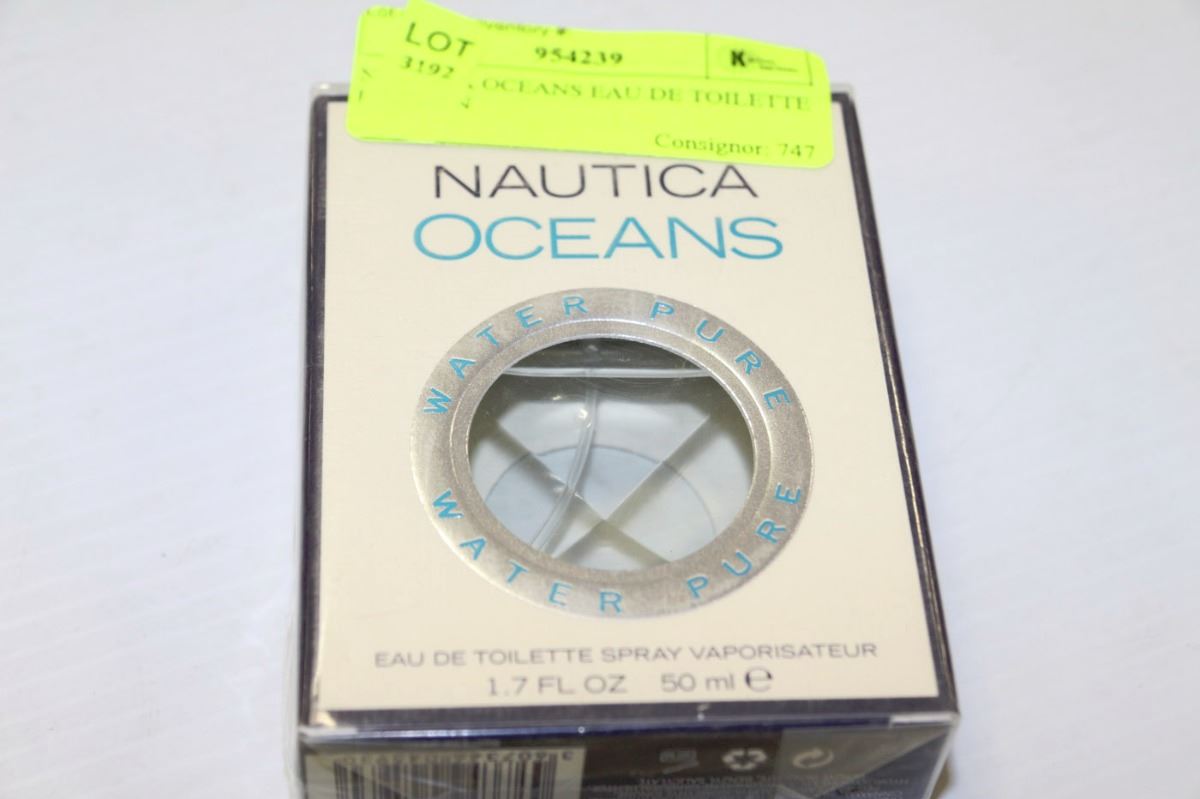 Inventory #
LOT
954239
3192
OCEANS EAU DE TOILETTE
Consignor: 747
NAUTICA
OCEANS
WATER PURE
WATER PURE
EAU DE TOILETTE SPRAY VAPORISATEUR
1.7 FL OZ 50 ml e